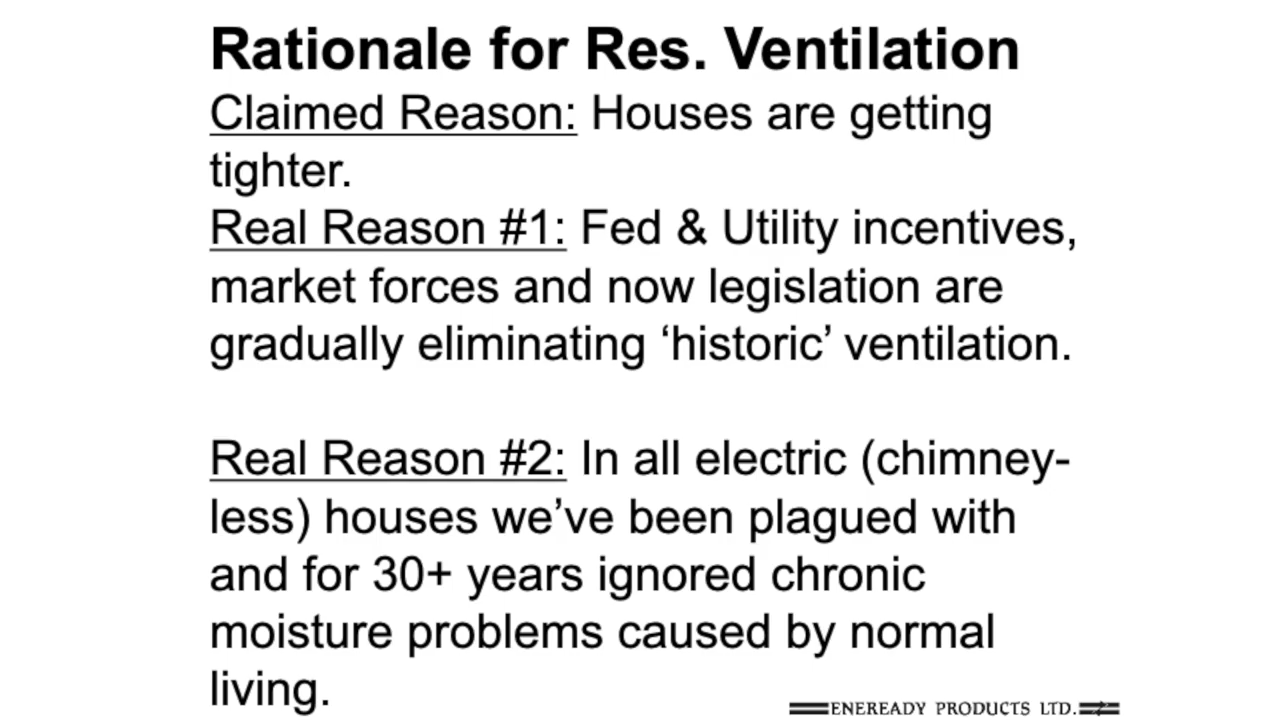 Rationale for Res. Ventilation
Claimed Reason: Houses are getting
tighter.
Real Reason #1: Fed & Utility incentives,
market forces and now legislation are
gradually eliminating ‘historic’ ventilation.
Real Reason #2: In all electric (chimney-
less) houses we’ve been plagued with
and for 30+ years ignored chronic
moisture problems caused by normal
living.
ENEREADY PRODUCTS LTD.